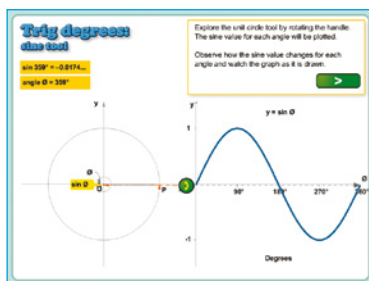 Trig degrees:
sine tool
sin 359° = -0.0174...
angle Ø = 359°
Explore the unit circle tool by rotating the handle.
The sine value for each angle will be plotted.
Observe how the sine value changes for each
angle and watch the graph as it is drawn.
>
y
y
y = sin Ø
1
Ø
Ø
sin Ø
P
90°
180°
270°
360°
-1
Degrees